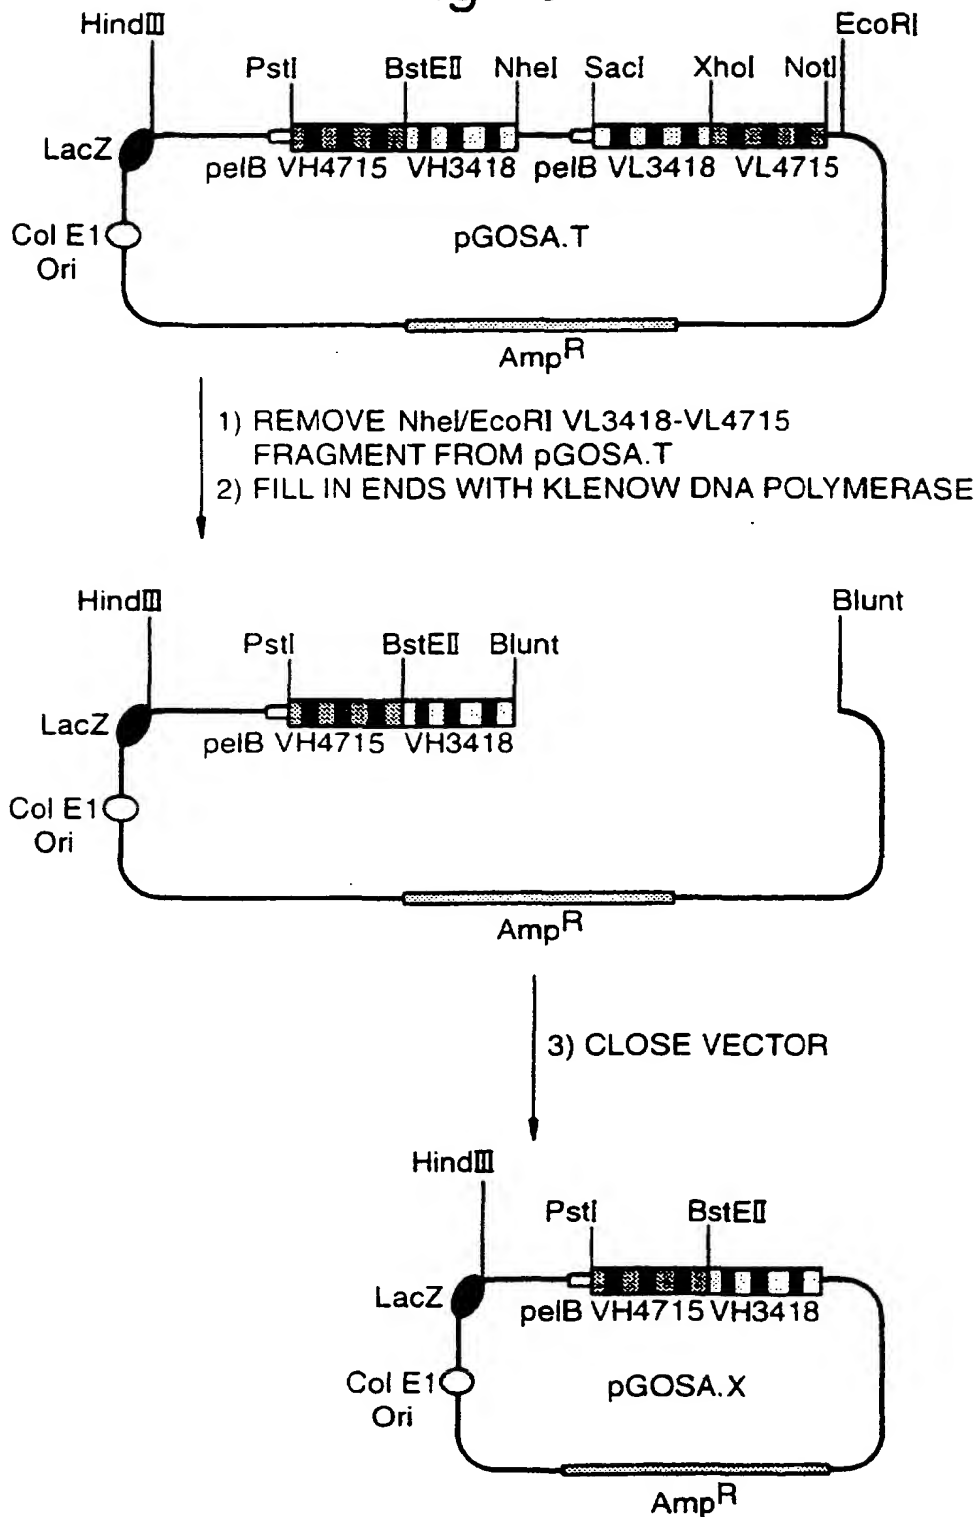 HindⅢ
EcoRI
PstI BstEⅡ NheI SacI XhoI NotI
LacZ
pelB VH4715 VH3418 pelB VL3418 VL4715
Col E1
Ori
pGOSA.T
Amp^R
1) REMOVE NheI/EcoRI VL3418-VL4715
FRAGMENT FROM pGOSA.T
2) FILL IN ENDS WITH KLENOW DNA POLYMERASE
HindⅢ
Blunt
PstI BstEⅡ Blunt
LacZ
pelB VH4715 VH3418
Col E1
Ori
Amp^R
3) CLOSE VECTOR
HindⅢ
PstI BstEⅡ
LacZ
pelB VH4715 VH3418
Col E1
Ori
pGOSA.X
Amp^R